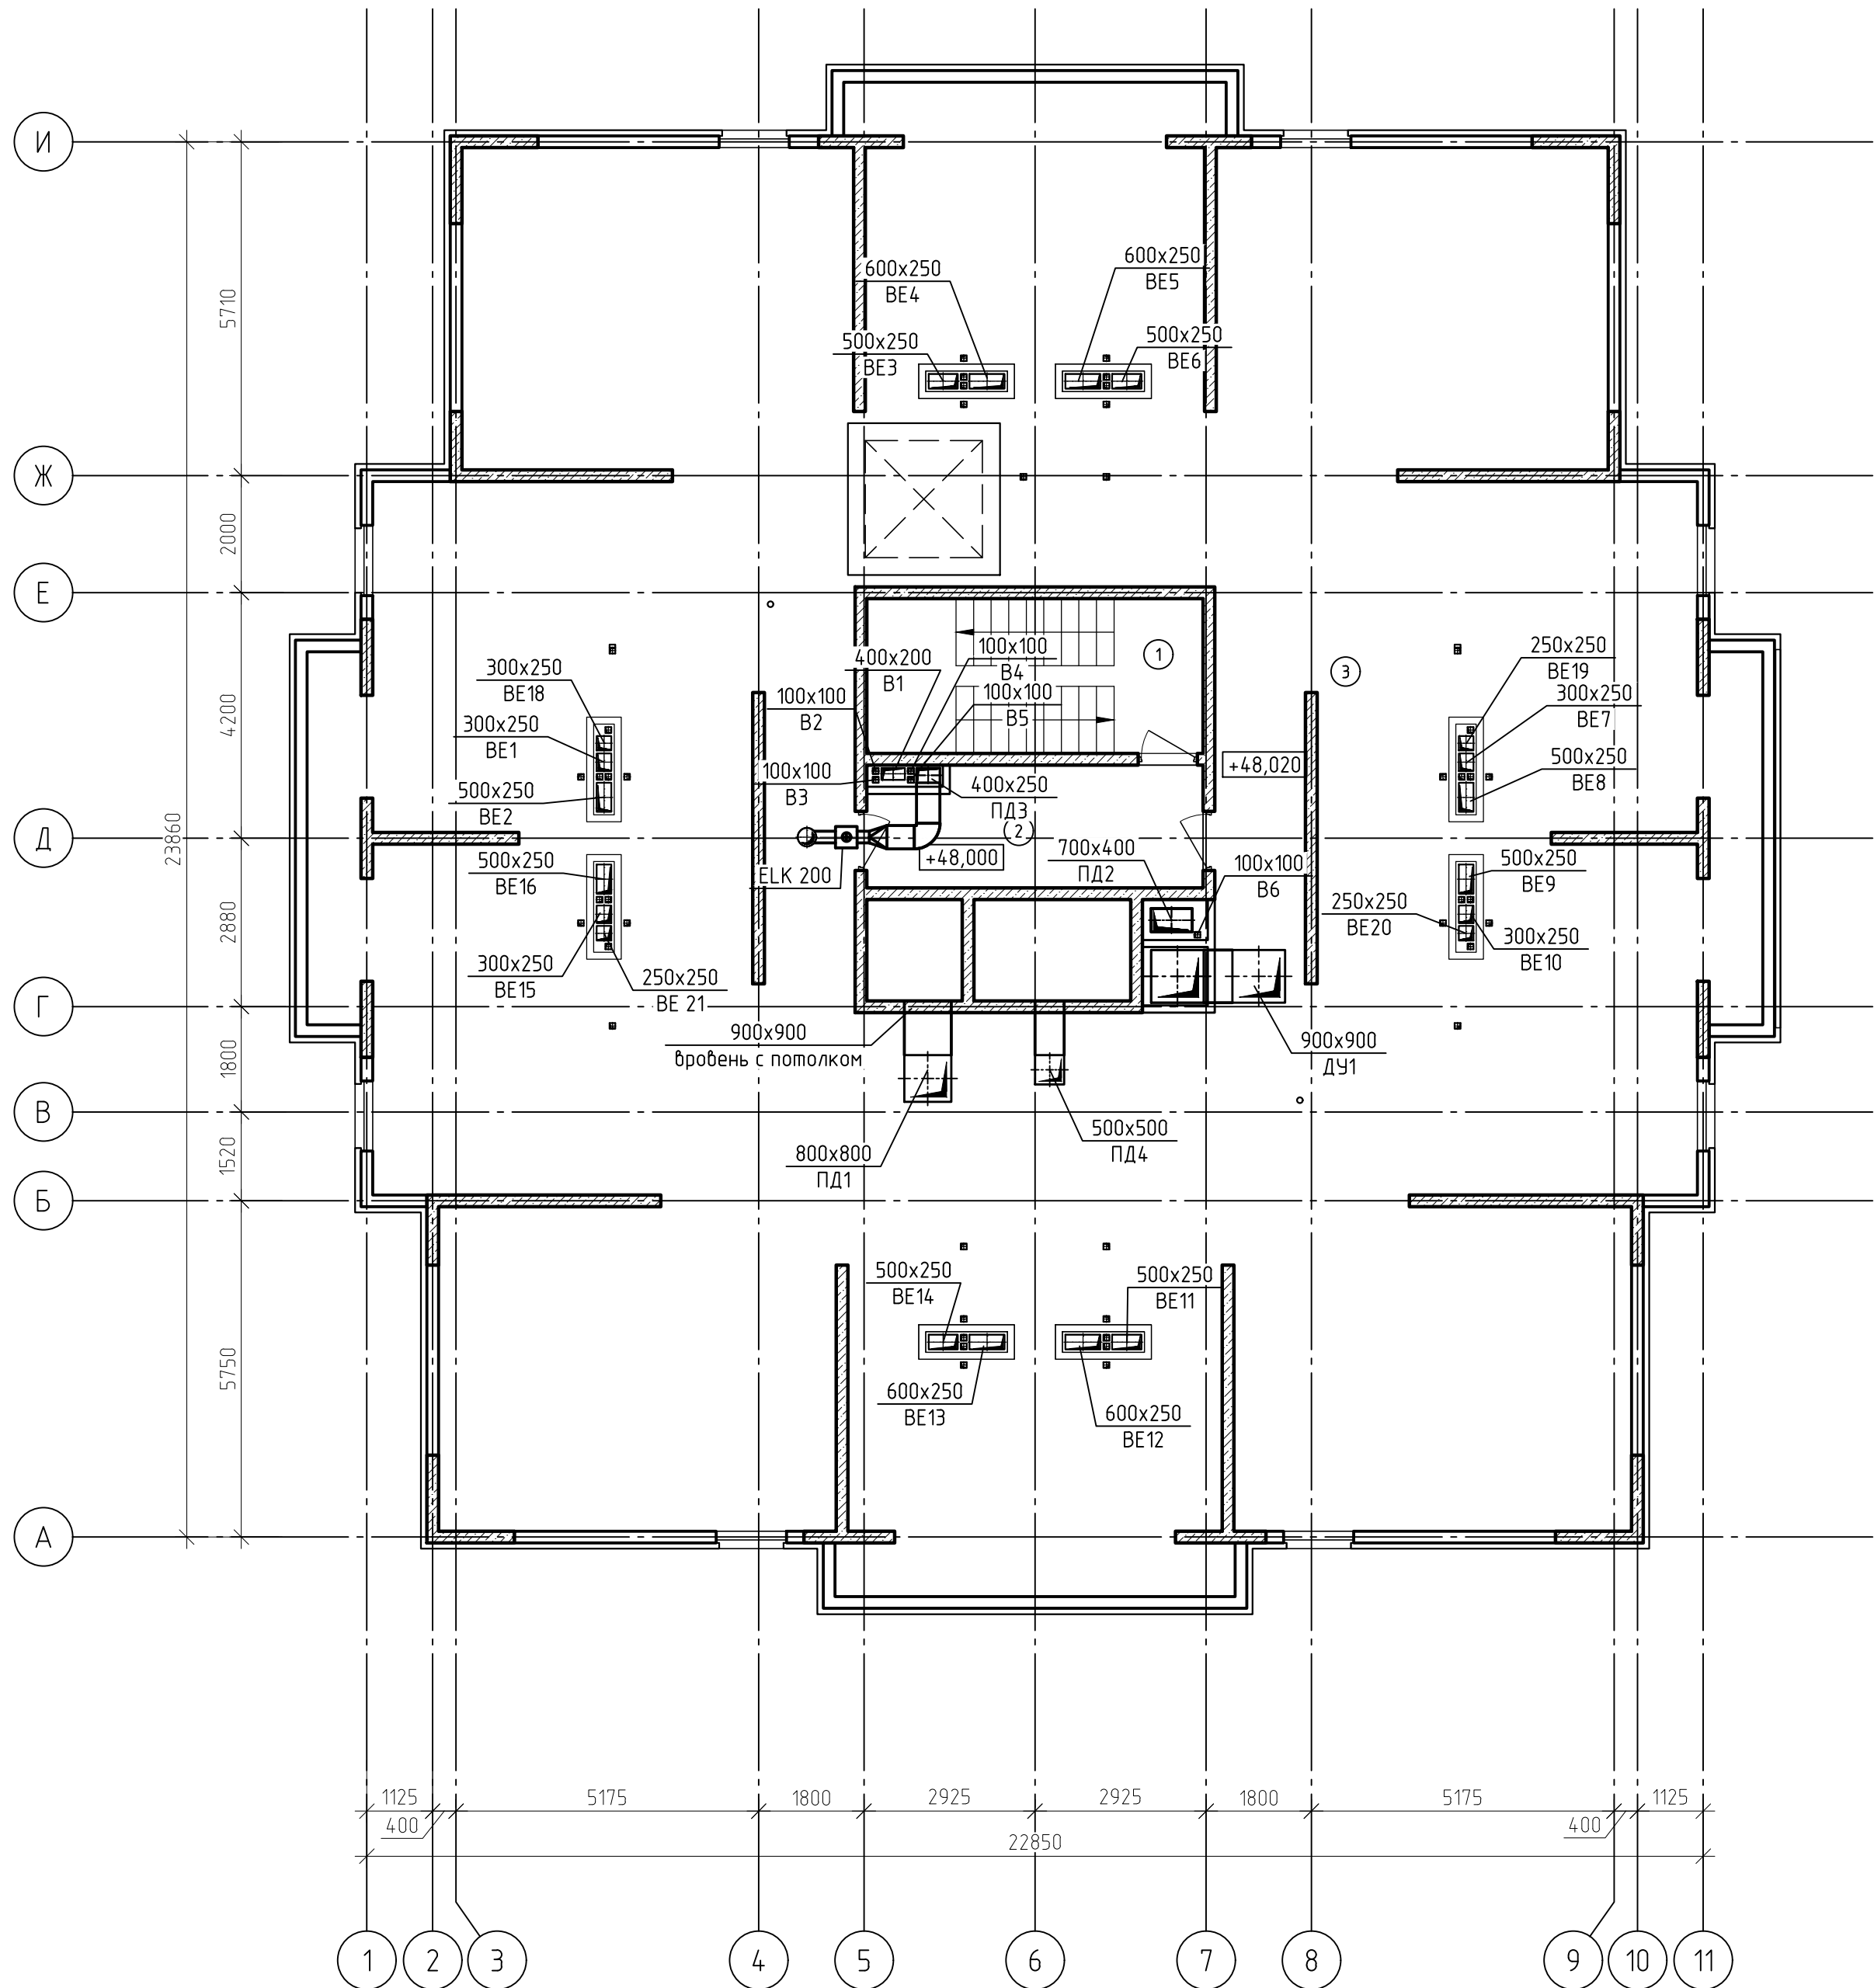 И
5710
600x250
ВЕ4
600x250
ВЕ5
500x250
ВЕ3
500x250
ВЕ6
Ж
2000
Е
4200
300x250
ВЕ18
300x250
ВЕ1
500x250
ВЕ2
400x200
В1
100x100
В4
100x100
В2
100x100
В5
100x100
В3
400x250
ПД3
1
2
3
+48,020
+48,000
250x250
ВЕ19
300x250
ВЕ7
500x250
ВЕ8
Д
23860
500x250
ВЕ16
ELK 200
700x400
ПД2
100x100
В6
500x250
ВЕ9
250x250
ВЕ20
300x250
ВЕ10
2880
300x250
ВЕ15
250x250
ВЕ 21
Г
900x900
вровень с потолком
900x900
ДУ1
1800
В
800x800
ПД1
500x500
ПД4
1520
Б
500x250
ВЕ14
500x250
ВЕ11
5750
600x250
ВЕ13
600x250
ВЕ12
А
1125
400
5175
1800
2925
2925
1800
5175
400
1125
22850
1
2
3
4
5
6
7
8
9
10
11